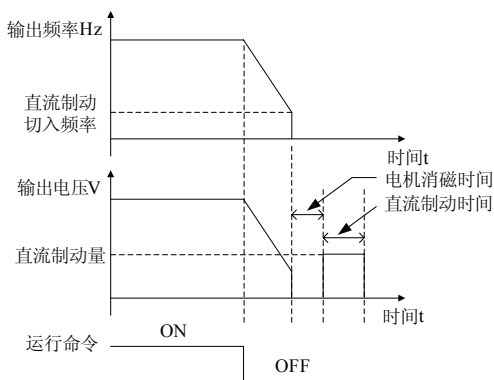 输出频率Hz
直流制动
切入频率
时间t
输出电压V
电机消磁时间
直流制动时间
直流制动量
时间t
运行命令
ON
OFF